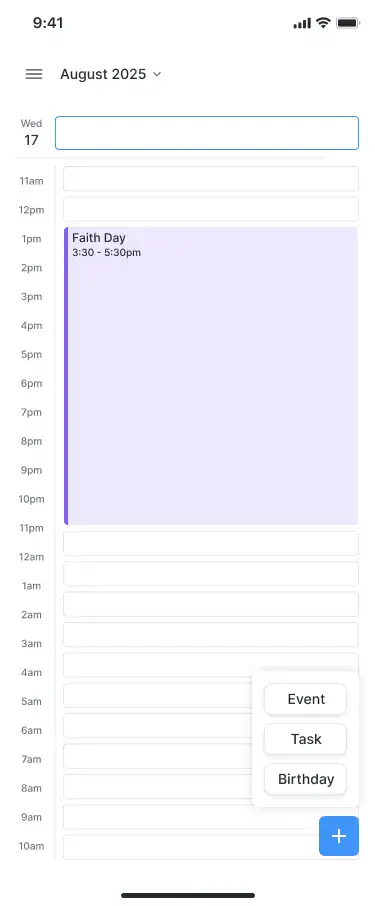 9:41
August 2025
Wed
17
11am
12pm
1pm
Faith Day
3:30 - 5:30pm
2pm
3pm
4pm
5pm
6pm
7pm
8pm
9pm
10pm
11pm
12am
1am
2am
3am
4am
5am
6am
7am
8am
9am
10am
Event
Task
Birthday
+